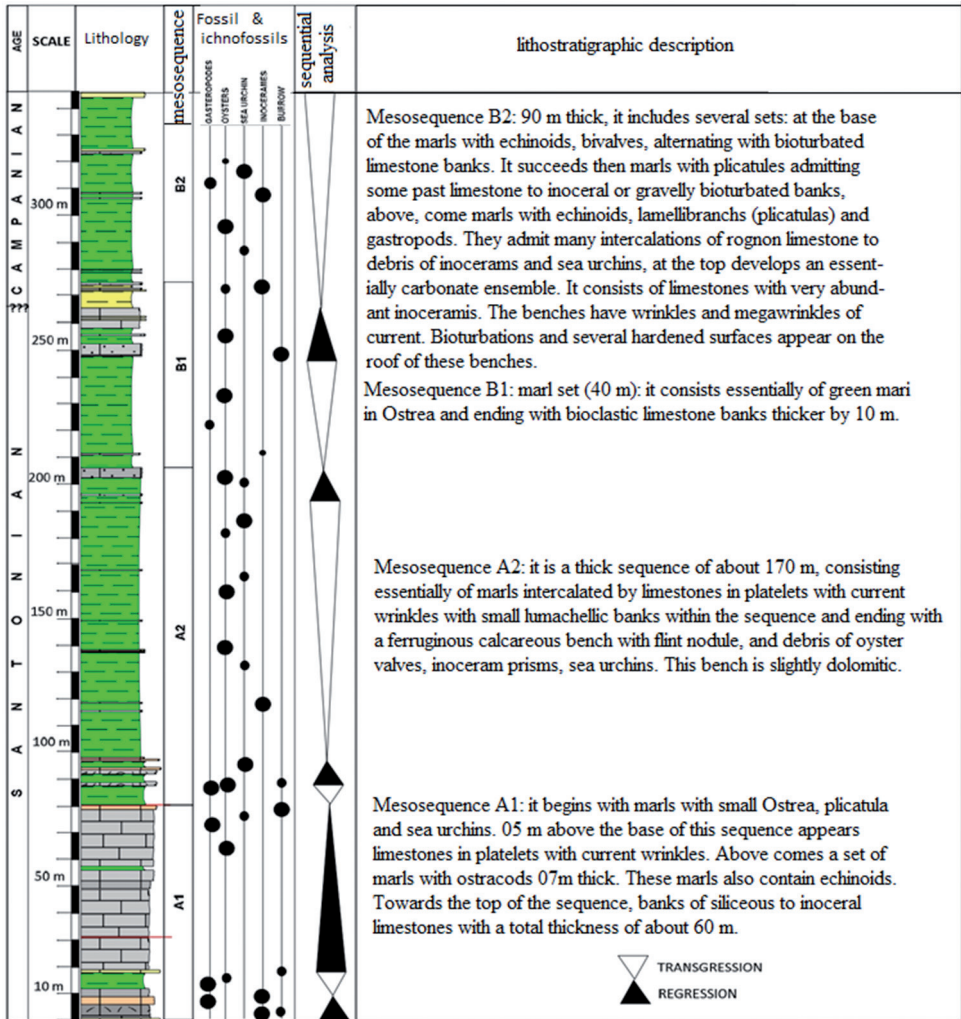 AGE
SCALE
Lithology
mesosequence
Fossil &
ichnofossils
GASTEROPODES
OYSTERS
SEA URCHIN
INOCERAMES
BURROW
sequential
analysis
lithostratigraphic description
CAMPANIAN
???
SANTONIAN
300 m
250 m
200 m
150 m
100 m
50 m
10 m
B2
B1
A2
A1
Mesosequence B2: 90 m thick, it includes several sets: at the base
of the marls with echinoids, bivalves, alternating with bioturbated
limestone banks. It succeeds then marls with plicatules admitting
some past limestone to inoceral or gravelly bioturbated banks,
above, come marls with echinoids, lamellibranchs (plicatulas) and
gastropods. They admit many intercalations of rognon limestone to
debris of inocerams and sea urchins, at the top develops an essent-
ially carbonate ensemble. It consists of limestones with very abund-
ant inoceramis. The benches have wrinkles and megawrinkles of
current. Bioturbations and several hardened surfaces appear on the
roof of these benches.
Mesosequence B1: marl set (40 m): it consists essentially of green mari
in Ostrea and ending with bioclastic limestone banks thicker by 10 m.
Mesosequence A2: it is a thick sequence of about 170 m, consisting
essentially of marls intercalated by limestones in platelets with current
wrinkles with small lumachellic banks within the sequence and ending with
a ferruginous calcareous bench with flint nodule, and debris of oyster
valves, inoceram prisms, sea urchins. This bench is slightly dolomitic.
Mesosequence A1: it begins with marls with small Ostrea, plicatula
and sea urchins. 05 m above the base of this sequence appears
limestones in platelets with current wrinkles. Above comes a set of
marls with ostracods 07m thick. These marls also contain echinoids.
Towards the top of the sequence, banks of siliceous to inoceral
limestones with a total thickness of about 60 m.
TRANSGRESSION
REGRESSION